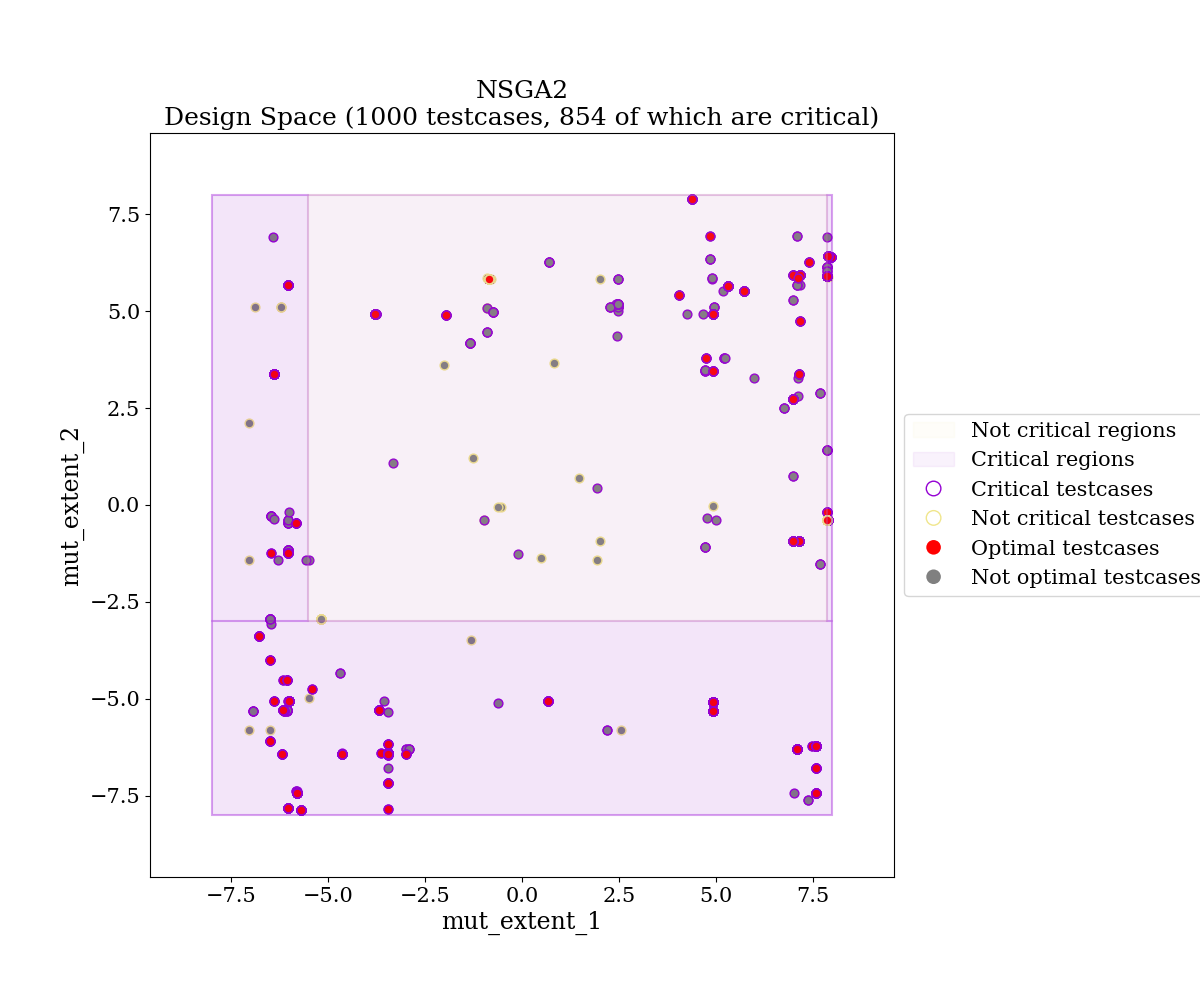 NSGA2
Design Space (1000 testcases, 854 of which are critical)
mut_extent_2
7.5
5.0
2.5
0.0
−2.5
−5.0
−7.5
−7.5
−5.0
−2.5
0.0
2.5
5.0
7.5
mut_extent_1
Not critical regions
Critical regions
Critical testcases
Not critical testcases
Optimal testcases
Not optimal testcases